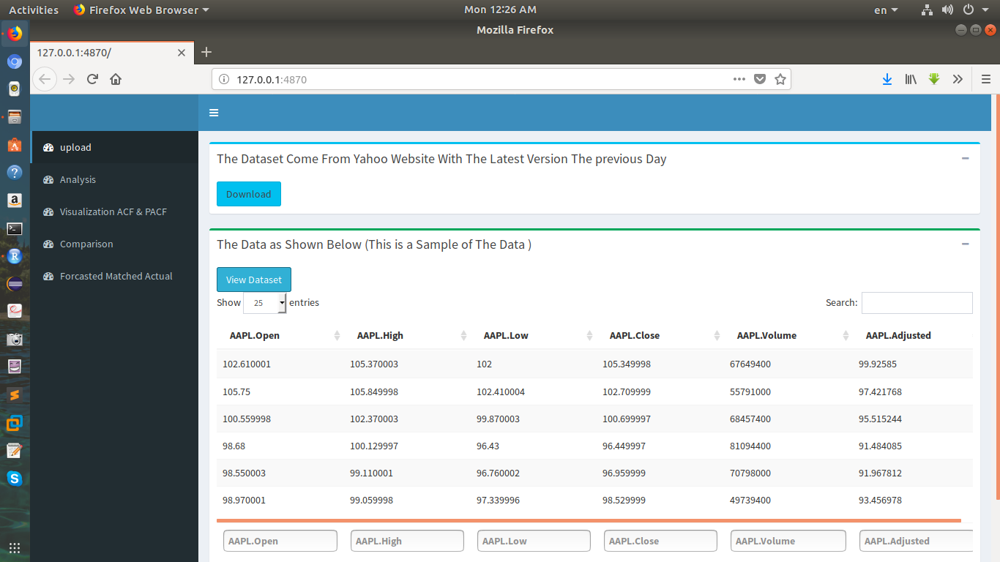 Activities Firefox Web Browser Mon 12:26 AM en
Mozilla Firefox
127.0.0.1:4870/
127.0.0.1:4870
upload
Analysis
Visualization ACF & PACF
Comparison
Forcasted Matched Actual
The Dataset Come From Yahoo Website With The Latest Version The previous Day
Download
The Data as Shown Below (This is a Sample of The Data )
View Dataset
Show 25 entries Search:
AAPL.Open AAPL.High AAPL.Low AAPL.Close AAPL.Volume AAPL.Adjusted
102.610001 105.370003 102 105.349998 67649400 99.92585
105.75 105.849998 102.410004 102.709999 55791000 97.421768
100.559998 102.370003 99.870003 100.699997 68457400 95.515244
98.68 100.129997 96.43 96.449997 81094400 91.484085
98.550003 99.110001 96.760002 96.959999 70798000 91.967812
98.970001 99.059998 97.339996 98.529999 49739400 93.456978
AAPL.Open AAPL.High AAPL.Low AAPL.Close AAPL.Volume AAPL.Adjusted